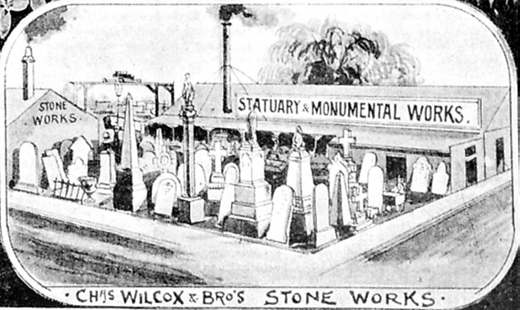 STONE
WORKS.
STATUARY & MONUMENTAL WORKS.
· CHAS WILCOX & BRO'S STONE WORKS ·